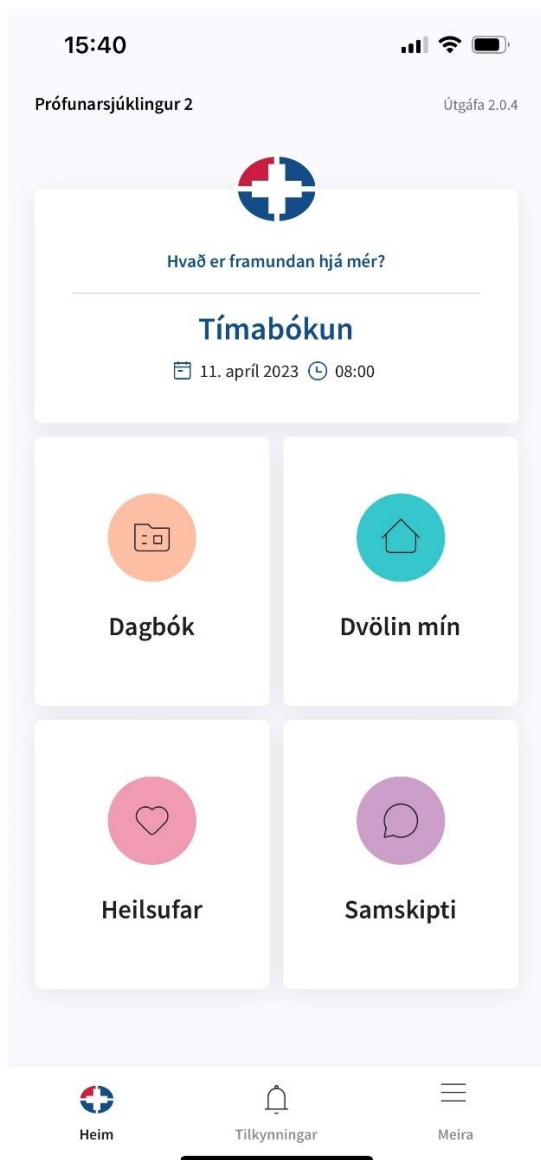 15:40
Prófunarsjúklingur 2
Útgáfa 2.0.4
Hvað er framundan hjá mér?
Tímabókun
11. apríl 2023 08:00
Dagbók
Dvölin mín
Heilsufar
Samskipti
Heim
Tilkynningar
Meira